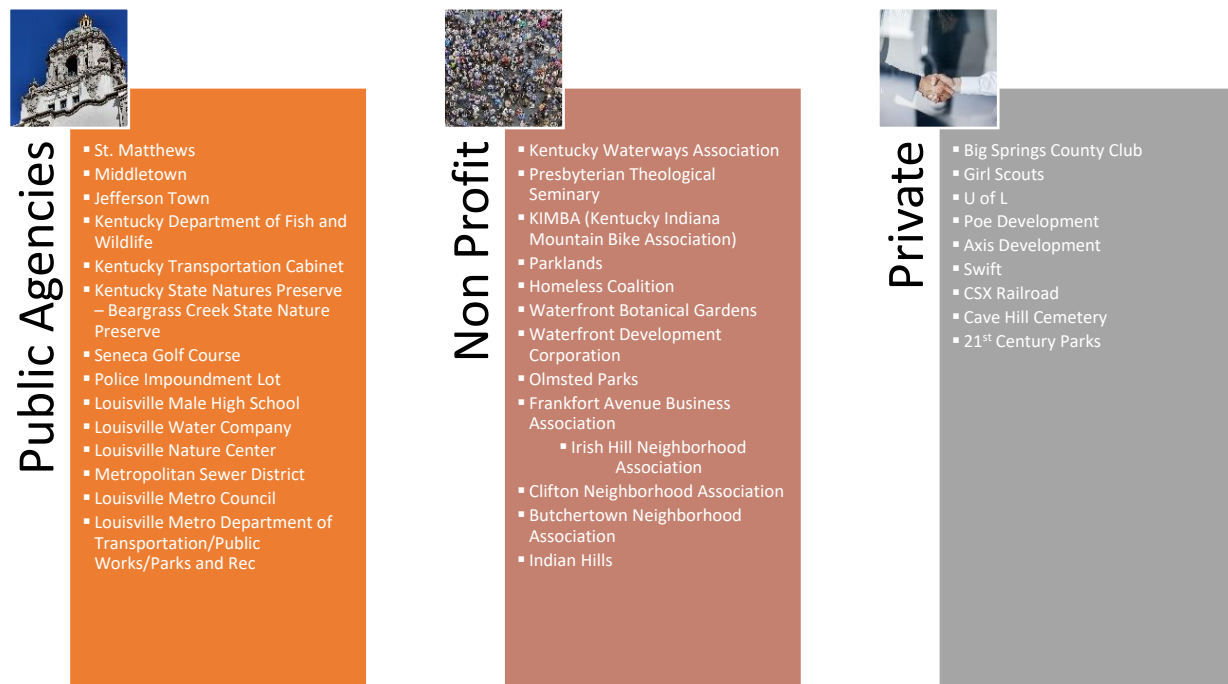 Public Agencies
▪ St. Matthews
▪ Middletown
▪ Jefferson Town
▪ Kentucky Department of Fish and
Wildlife
▪ Kentucky Transportation Cabinet
▪ Kentucky State Natures Preserve
– Beargrass Creek State Nature
Preserve
▪ Seneca Golf Course
▪ Police Impoundment Lot
▪ Louisville Male High School
▪ Louisville Water Company
▪ Louisville Nature Center
▪ Metropolitan Sewer District
▪ Louisville Metro Council
▪ Louisville Metro Department of
Transportation/Public
Works/Parks and Rec
Non Profit
▪ Kentucky Waterways Association
▪ Presbyterian Theological
Seminary
▪ KIMBA (Kentucky Indiana
Mountain Bike Association)
▪ Parklands
▪ Homeless Coalition
▪ Waterfront Botanical Gardens
▪ Waterfront Development
Corporation
▪ Olmsted Parks
▪ Frankfort Avenue Business
Association
▪ Irish Hill Neighborhood
Association
▪ Clifton Neighborhood Association
▪ Butchertown Neighborhood
Association
▪ Indian Hills
Private
▪ Big Springs County Club
▪ Girl Scouts
▪ U of L
▪ Poe Development
▪ Axis Development
▪ Swift
▪ CSX Railroad
▪ Cave Hill Cemetery
▪ 21st Century Parks